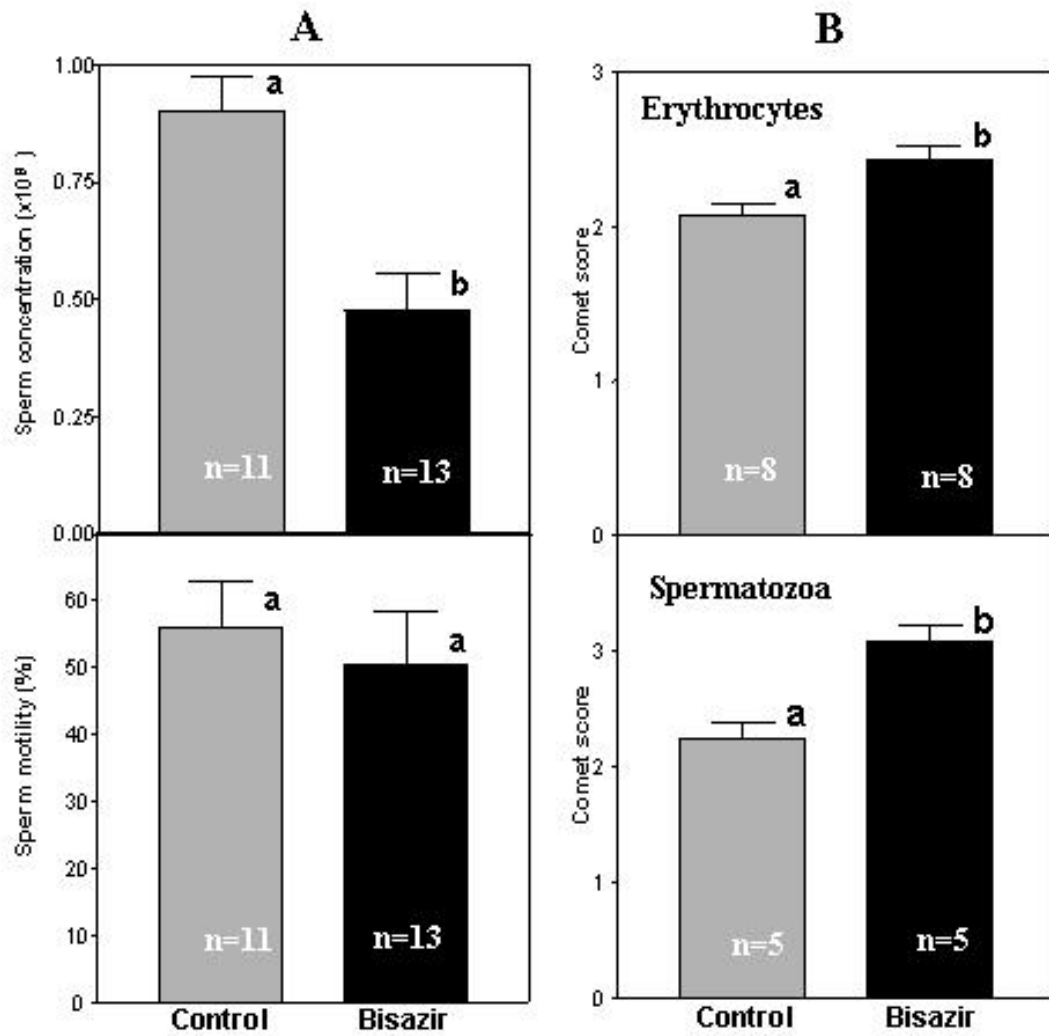 A
1.00
0.75
0.50
0.25
0.00
Sperm concentration (x10⁸)
a
b
n=11
n=13
60
50
40
30
20
10
0
Sperm motility (%)
a
a
n=11
n=13
Control
Bisazir
B
3
2
1
0
Comet score
Erythrocytes
a
b
n=8
n=8
3
2
1
0
Comet score
Spermatozoa
a
b
n=5
n=5
Control
Bisazir